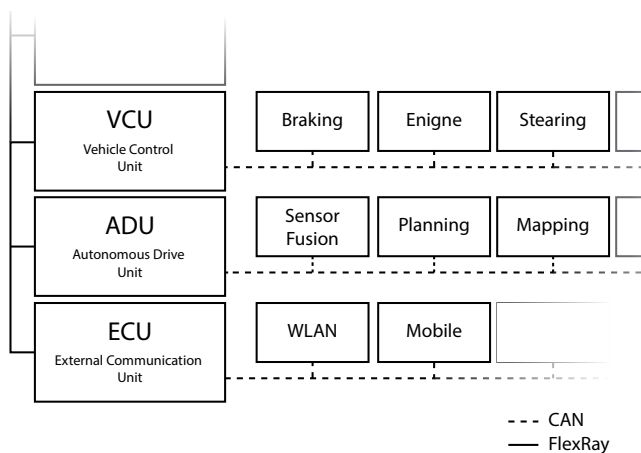 VCU
Vehicle Control
Unit
Braking
Enigne
Stearing
ADU
Autonomous Drive
Unit
Sensor
Fusion
Planning
Mapping
ECU
External Communication
Unit
WLAN
Mobile
CAN
FlexRay